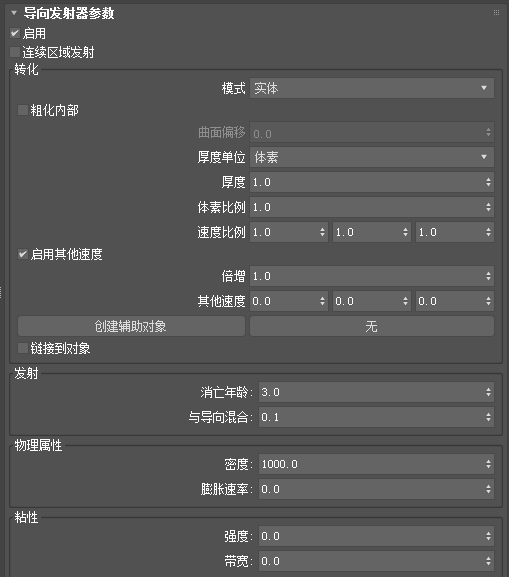 导向发射器参数
启用
连续区域发射
转化
模式 实体
粗化内部
曲面偏移 0.0
厚度单位 体素
厚度 1.0
体素比例 1.0
速度比例 1.0 1.0 1.0
启用其他速度
倍增 1.0
其他速度 0.0 0.0 0.0
创建辅助对象 无
链接到对象
发射
消亡年龄: 3.0
与导向混合: 0.1
物理属性
密度: 1000.0
膨胀速率: 0.0
粘性
强度: 0.0
带宽: 0.0